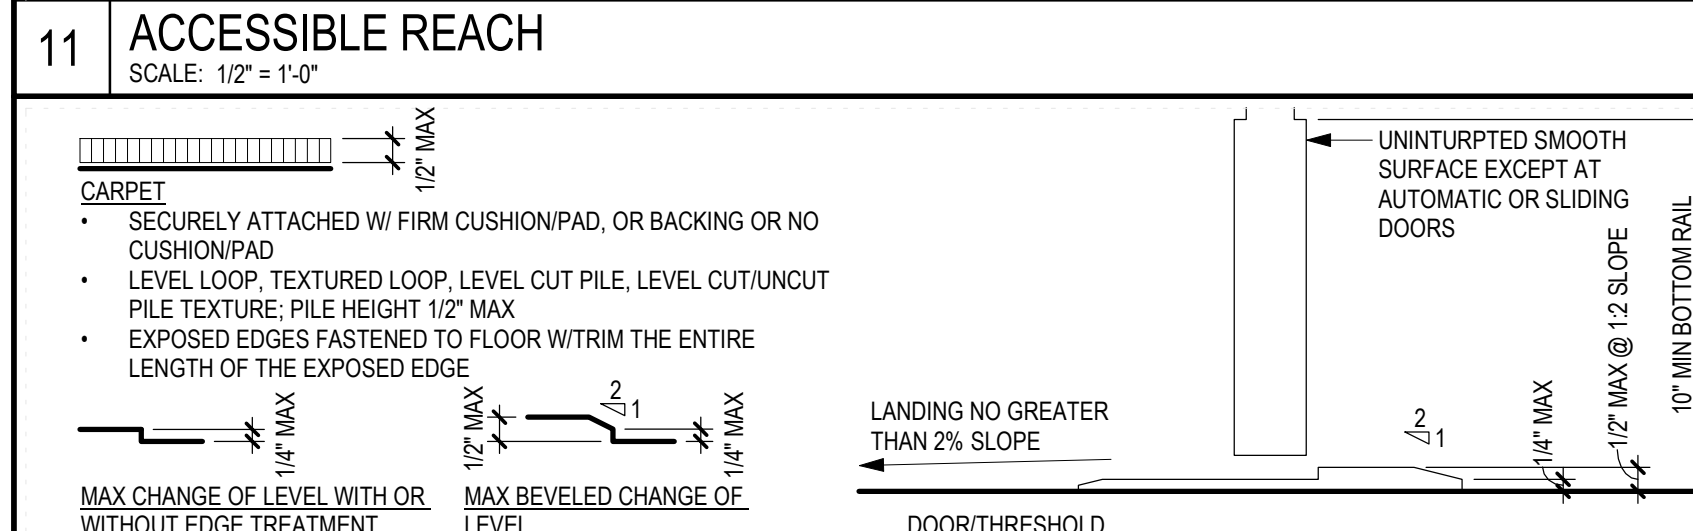 11
ACCESSIBLE REACH
SCALE: 1/2" = 1'-0"
1/2" MAX
CARPET
• SECURELY ATTACHED W/ FIRM CUSHION/PAD, OR BACKING OR NO
CUSHION/PAD
• LEVEL LOOP, TEXTURED LOOP, LEVEL CUT PILE, LEVEL CUT/UNCUT
PILE TEXTURE; PILE HEIGHT 1/2" MAX
• EXPOSED EDGES FASTENED TO FLOOR W/TRIM THE ENTIRE
LENGTH OF THE EXPOSED EDGE
1/4" MAX
MAX CHANGE OF LEVEL WITH OR
WITHOUT EDGE TREATMENT
1/2" MAX
2
1
1/4" MAX
MAX BEVELED CHANGE OF
LEVEL
UNINTURPTED SMOOTH
SURFACE EXCEPT AT
AUTOMATIC OR SLIDING
DOORS
LANDING NO GREATER
THAN 2% SLOPE
2
1
1/4" MAX
1/2" MAX @ 1:2 SLOPE
10" MIN BOTTOM RAIL
DOOR/THRESHOLD